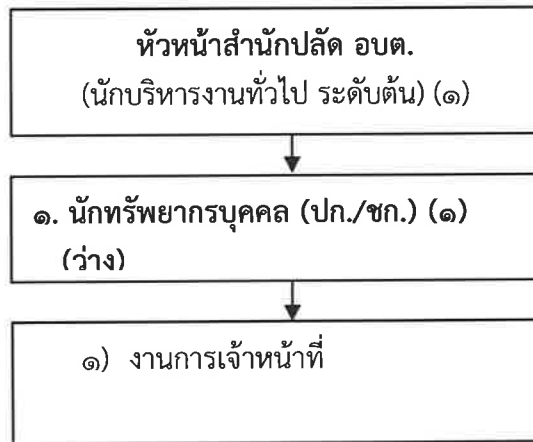 หัวหน้าสำนักปลัด อบต.
(นักบริหารงานทั่วไป ระดับต้น) (๑)
๑. นักทรัพยากรบุคคล (ปก./ชก.) (๑)
(ว่าง)
๑) งานการเจ้าหน้าที่